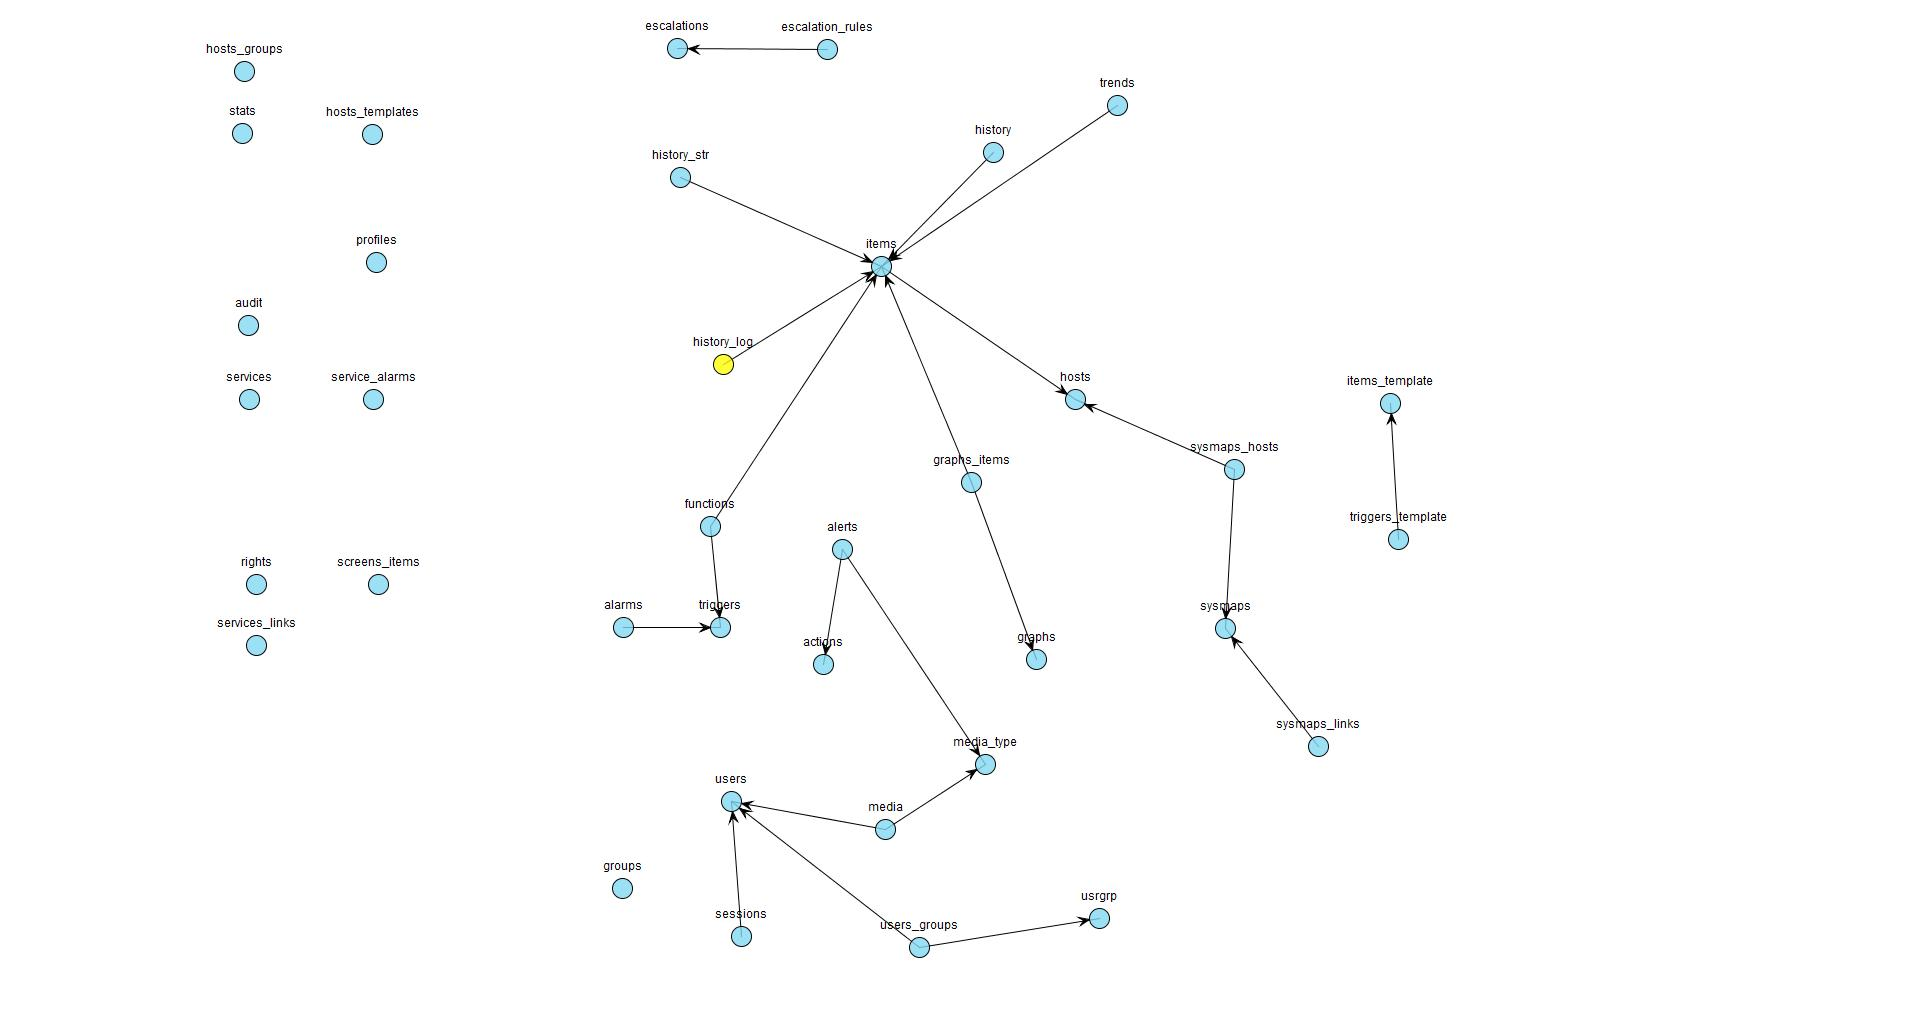 escalations
escalation_rules
hosts_groups
trends
stats
hosts_templates
history
history_str
profiles
items
audit
history_log
services
service_alarms
hosts
items_template
sysmaps_hosts
graphs_items
functions
triggers_template
alerts
rights
screens_items
alarms
triggers
sysmaps
services_links
actions
graphs
sysmaps_links
media_type
users
media
groups
usrgrp
sessions
users_groups